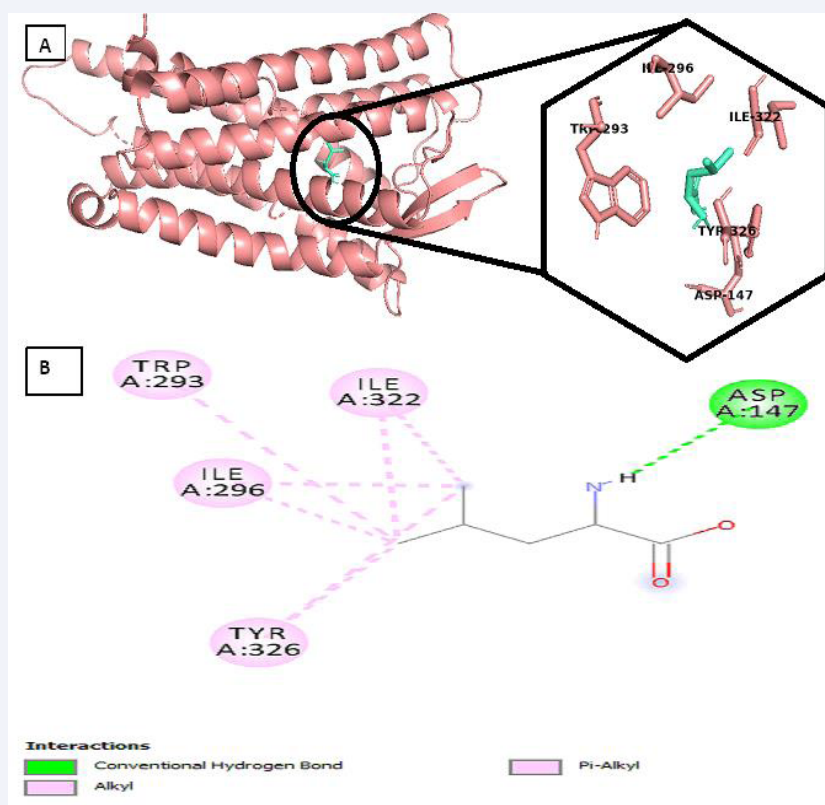 A
ILE-296
ILE-322
TRP-293
TYR-326
ASP-147
B
TRP
A:293
ILE
A:322
ASP
A:147
ILE
A:296
N
H
O
O
TYR
A:326
Interactions
Conventional Hydrogen Bond
Pi-Alkyl
Alkyl